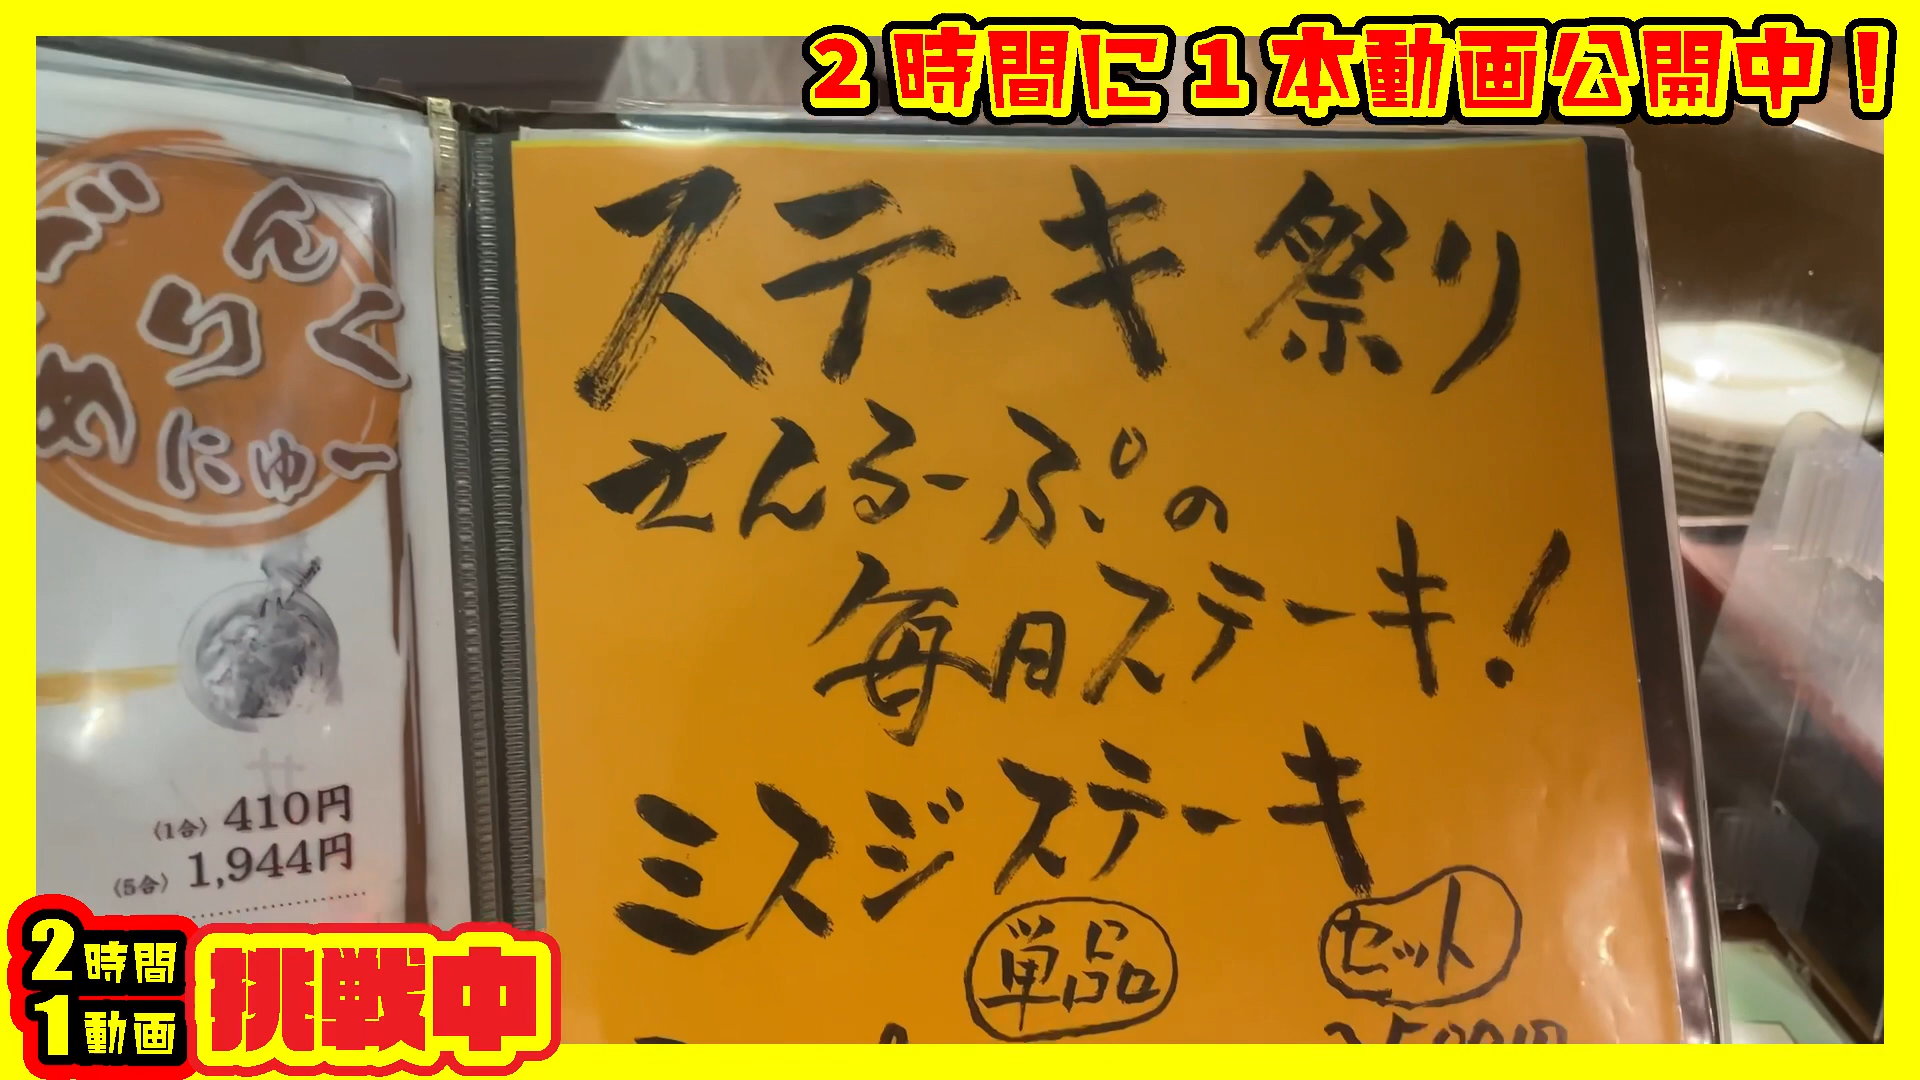 2時間に1本動画公開中!
どりんく
めにゅー
ステーキ祭り
さんるーぷの
毎日ステーキ!
ミスジステーキ
単品 セット
〈1合〉 410円
〈5合〉 1,944円
2時間
1動画
挑戦中